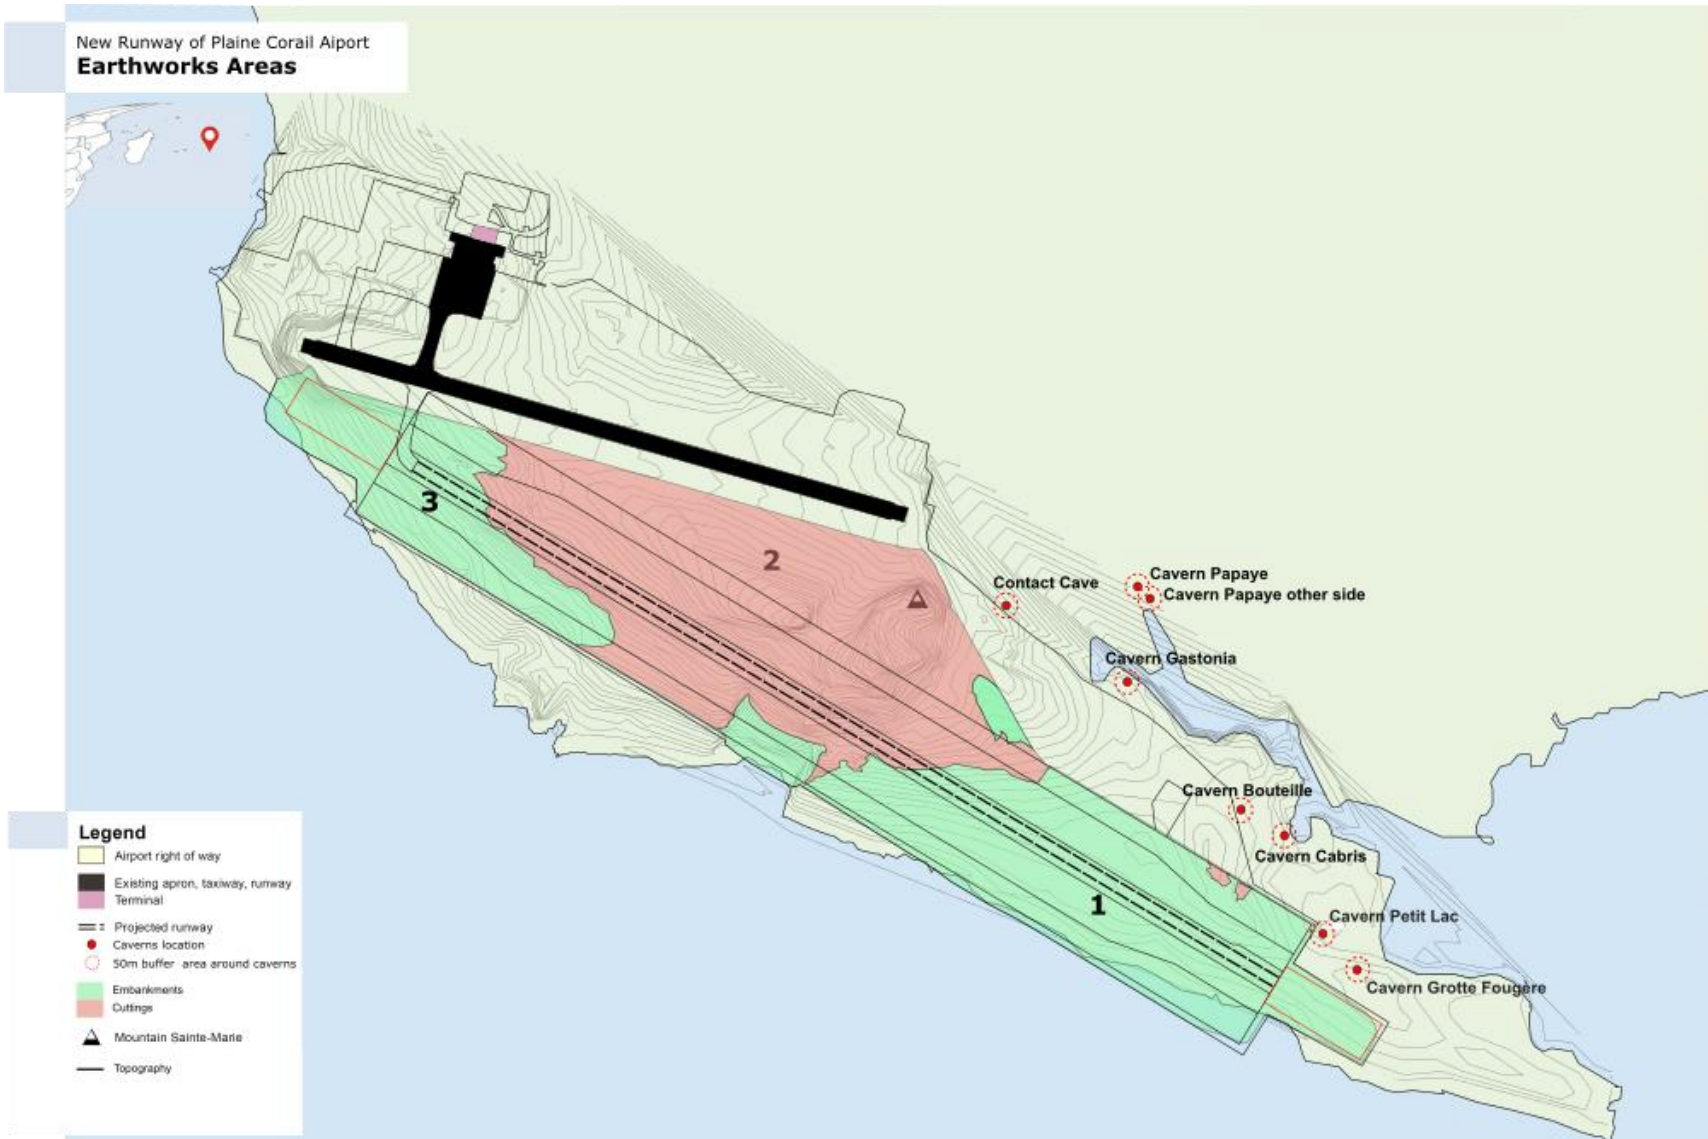 New Runway of Plaine Corail Aiport
Earthworks Areas
3
2
Contact Cave
Cavern Papaye
Cavern Papaye other side
Cavern Gastonia
Cavern Bouteille
Cavern Cabris
1
Cavern Petit Lac
Cavern Grotte Fougère
Legend
Airport right of way
Existing apron, taxiway, runway
Terminal
Projected runway
Caverns location
50m buffer area around caverns
Embankments
Cuttings
Mountain Sainte-Marie
Topography